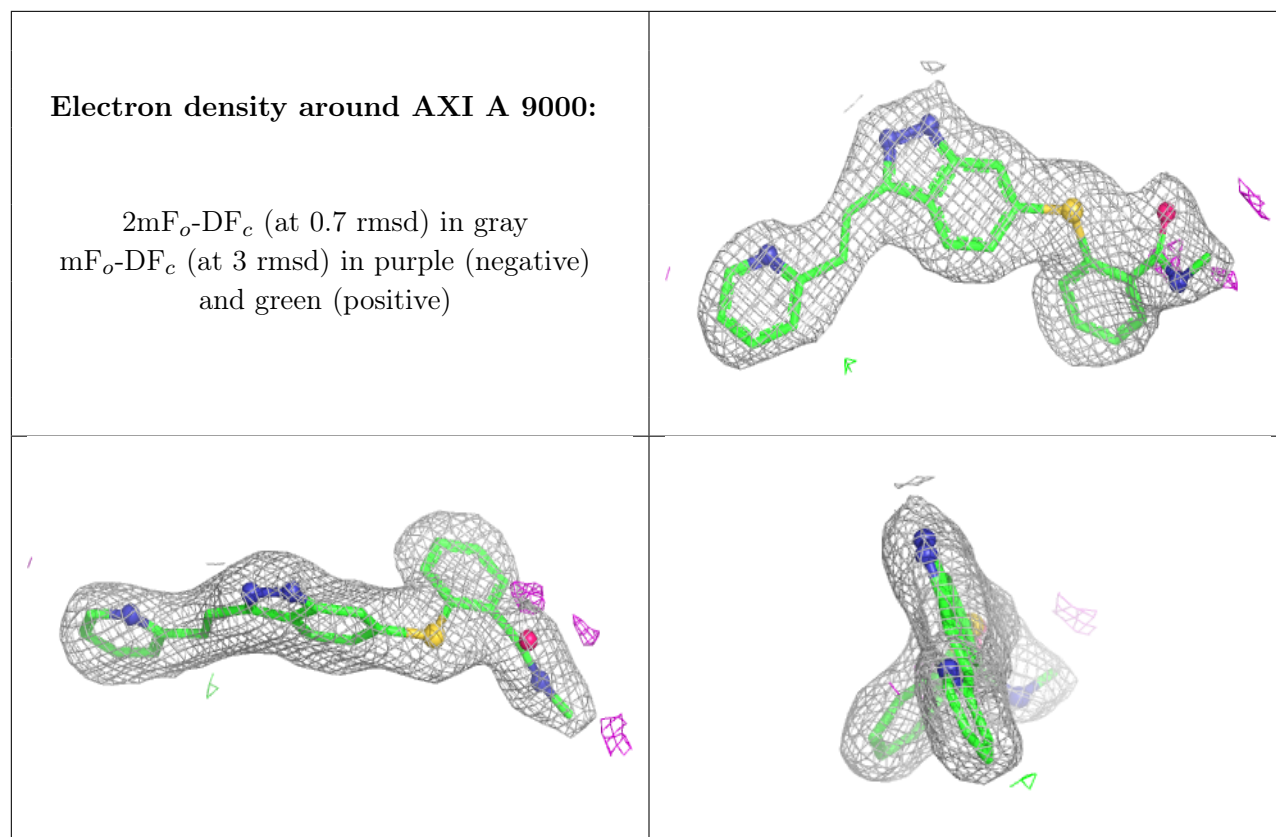 Electron density around AXI A 9000:
2mFo-DFc (at 0.7 rmsd) in gray
mFo-DFc (at 3 rmsd) in purple (negative)
and green (positive)